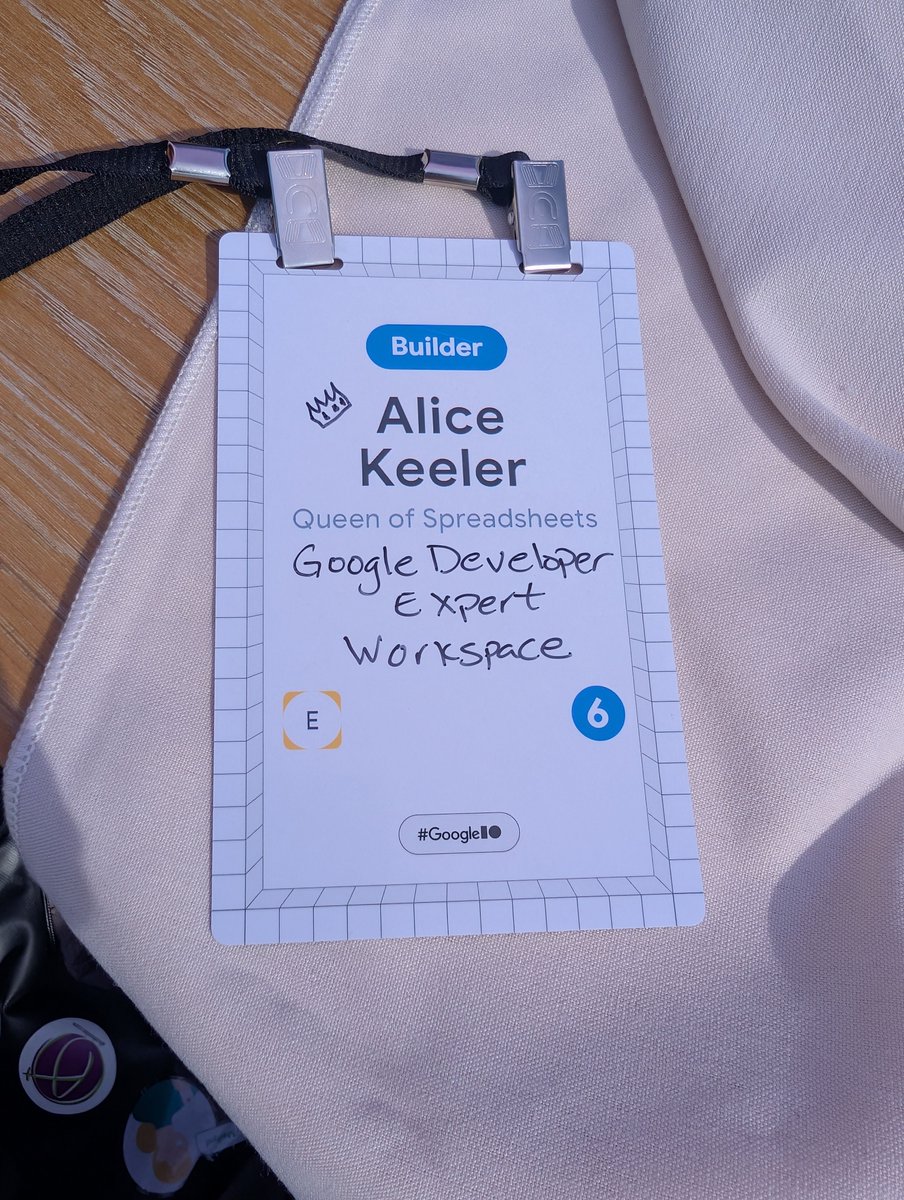 Builder
Alice
Keeler
Queen of Spreadsheets
Google Developer
Expert
Workspace
E
6
#GoogleIO